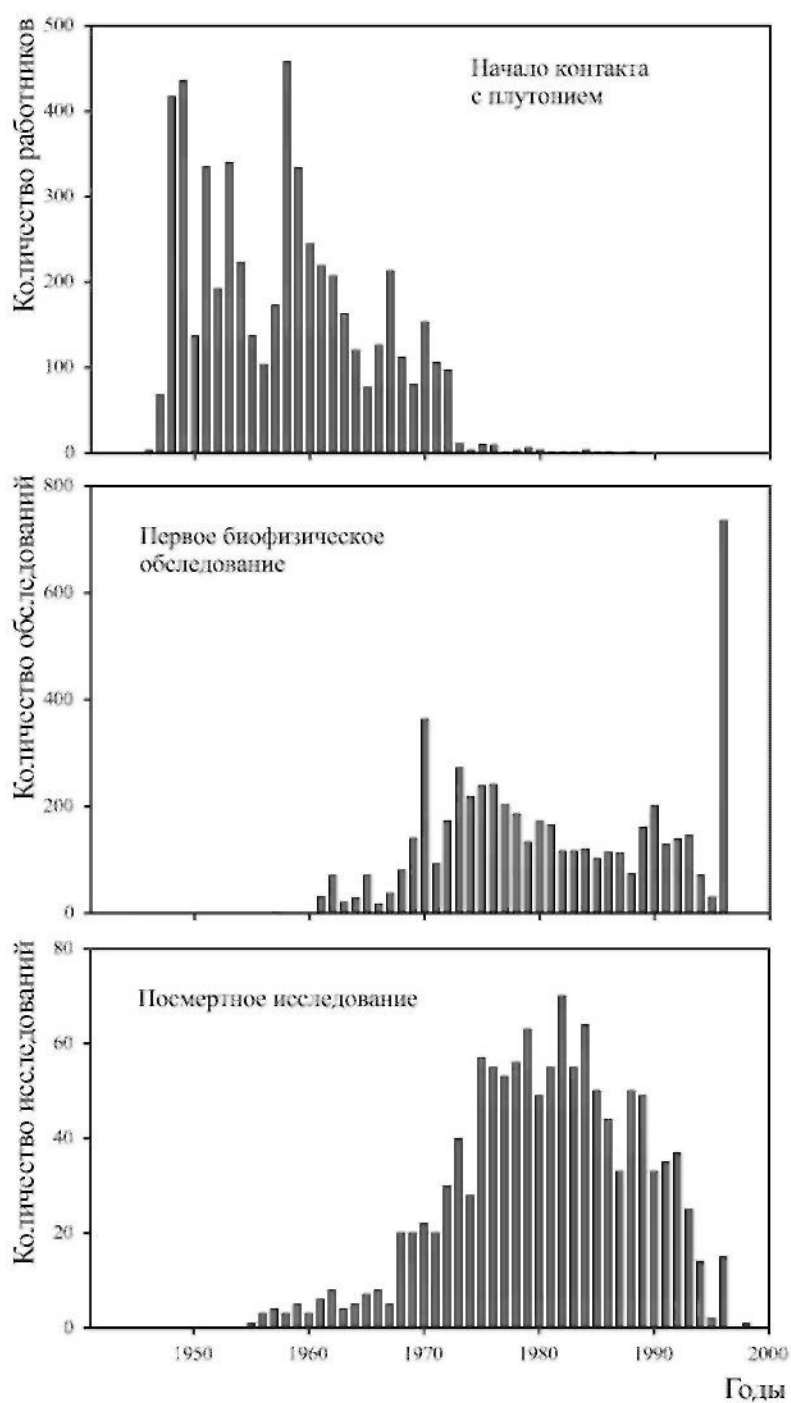 Количество работников
500
400
300
200
100
0
Начало контакта
с плутонием
Количество обследований
800
600
400
200
0
Первое биофизическое
обследование
Количество исследований
80
60
40
20
0
Посмертное исследование
1950 1960 1970 1980 1990 2000
Годы